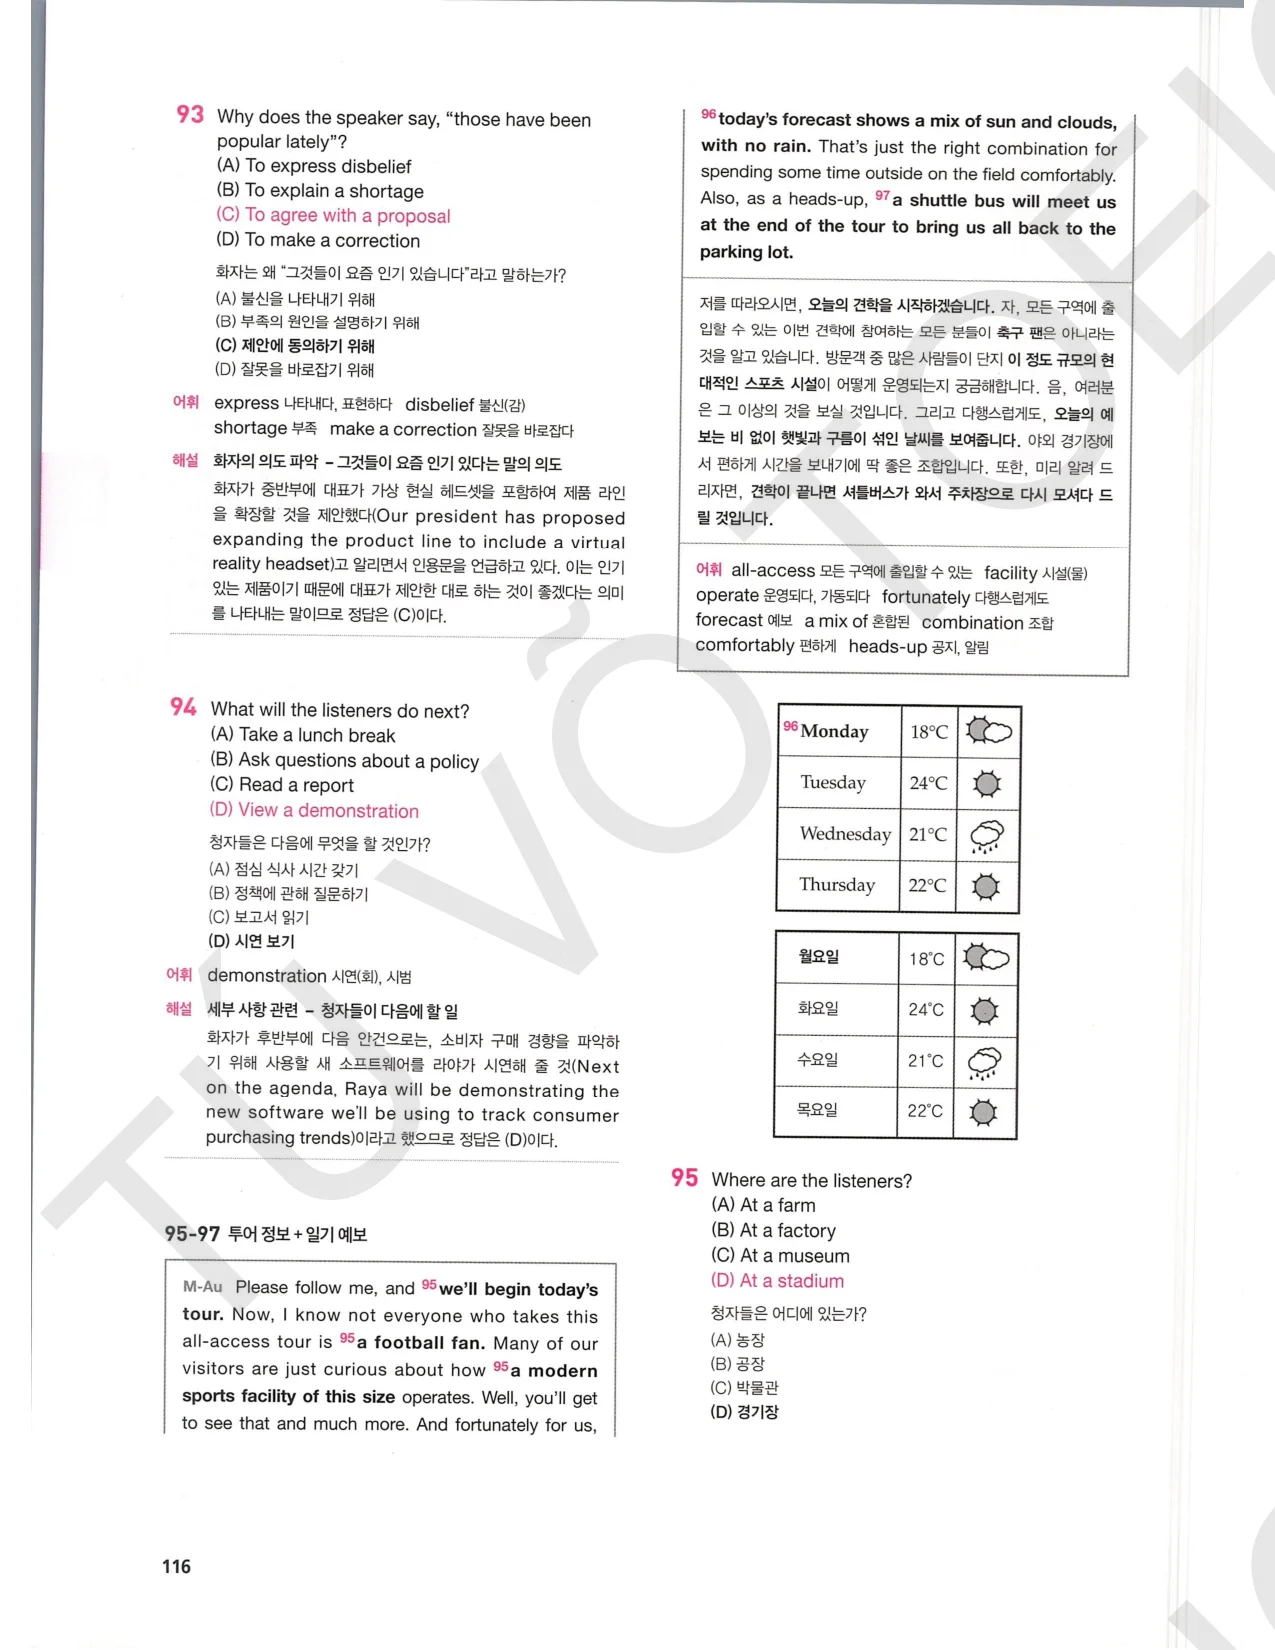 93 Why does the speaker say, “those have been
popular lately”?
(A) To express disbelief
(B) To explain a shortage
(C) To agree with a proposal
(D) To make a correction
화자는 왜 “그것들이 요즘 인기 있습니다”라고 말하는가?
(A) 불신을 나타내기 위해
(B) 부족의 원인을 설명하기 위해
(C) 제안에 동의하기 위해
(D) 잘못을 바로잡기 위해
어휘 express 나타내다, 표현하다 disbelief 불신(감)
shortage 부족 make a correction 잘못을 바로잡다
해설 화자의 의도 파악 – 그것들이 요즘 인기 있다는 말의 의도
화자가 중반부에 대표가 가상 현실 헤드셋을 포함하여 제품 라인
을 확장할 것을 제안했다(Our president has proposed
expanding the product line to include a virtual
reality headset)고 알리면서 인용문을 언급하고 있다. 이는 인기
있는 제품이기 때문에 대표가 제안한 대로 하는 것이 좋겠다는 의미
를 나타내는 말이므로 정답은 (C)이다.
94 What will the listeners do next?
(A) Take a lunch break
(B) Ask questions about a policy
(C) Read a report
(D) View a demonstration
청자들은 다음에 무엇을 할 것인가?
(A) 점심 식사 시간 갖기
(B) 정책에 관해 질문하기
(C) 보고서 읽기
(D) 시연 보기
어휘 demonstration 시연(회), 시범
해설 세부 사항 관련 – 청자들이 다음에 할 일
화자가 후반부에 다음 안건으로는, 소비자 구매 경향을 파악하
기 위해 사용할 새 소프트웨어를 라야가 시연해 줄 것(Next
on the agenda, Raya will be demonstrating the
new software we’ll be using to track consumer
purchasing trends)이라고 했으므로 정답은 (D)이다.
95-97 투어 정보 + 일기 예보
M-Au Please follow me, and 95we’ll begin today’s
tour. Now, I know not everyone who takes this
all-access tour is 95a football fan. Many of our
visitors are just curious about how 95a modern
sports facility of this size operates. Well, you’ll get
to see that and much more. And fortunately for us,
96today’s forecast shows a mix of sun and clouds,
with no rain. That’s just the right combination for
spending some time outside on the field comfortably.
Also, as a heads-up, 97a shuttle bus will meet us
at the end of the tour to bring us all back to the
parking lot.
저를 따라오시면, 오늘의 견학을 시작하겠습니다. 자, 모든 구역에 출
입할 수 있는 이번 견학에 참여하는 모든 분들이 축구 팬은 아니라는
것을 알고 있습니다. 방문객 중 많은 사람들이 단지 이 정도 규모의 현
대적인 스포츠 시설이 어떻게 운영되는지 궁금해합니다. 음, 여러분
은 그 이상의 것을 보실 것입니다. 그리고 다행스럽게도, 오늘의 예
보는 비 없이 햇빛과 구름이 섞인 날씨를 보여줍니다. 야외 경기장에
서 편하게 시간을 보내기에 딱 좋은 조합입니다. 또한, 미리 알려 드
리자면, 견학이 끝나면 셔틀버스가 와서 주차장으로 다시 모셔다 드
릴 것입니다.
어휘 all-access 모든 구역에 출입할 수 있는 facility 시설(물)
operate 운영되다, 가동되다 fortunately 다행스럽게도
forecast 예보 a mix of 혼합된 combination 조합
comfortably 편하게 heads-up 공지, 알림
96Monday 18°C
Tuesday 24°C
Wednesday 21°C
Thursday 22°C
월요일 18°C
화요일 24°C
수요일 21°C
목요일 22°C
95 Where are the listeners?
(A) At a farm
(B) At a factory
(C) At a museum
(D) At a stadium
청자들은 어디에 있는가?
(A) 농장
(B) 공장
(C) 박물관
(D) 경기장
116
TÚ VÕ TOEIC